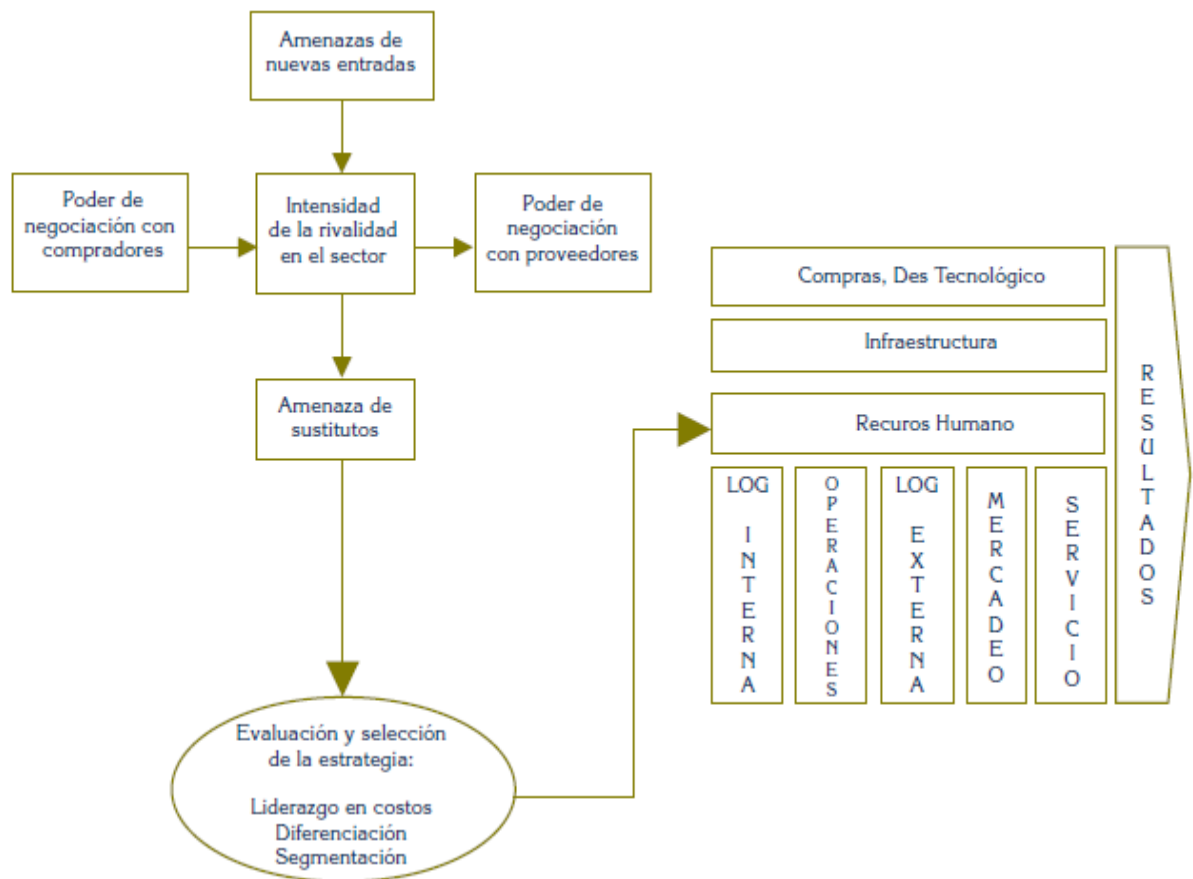 Amenazas de
nuevas entradas
Poder de
negociación con
compradores
Intensidad
de la rivalidad
en el sector
Poder de
negociación
con proveedores
Amenaza de
sustitutos
Evaluación y selección
de la estrategia:
Liderazgo en costos
Diferenciación
Segmentación
Compras, Des Tecnológico
Infraestructura
Recuros Humano
LOG INTERNA
OPERACIONES
LOG EXTERNA
MERCADEO
SERVICIO
RESULTADOS